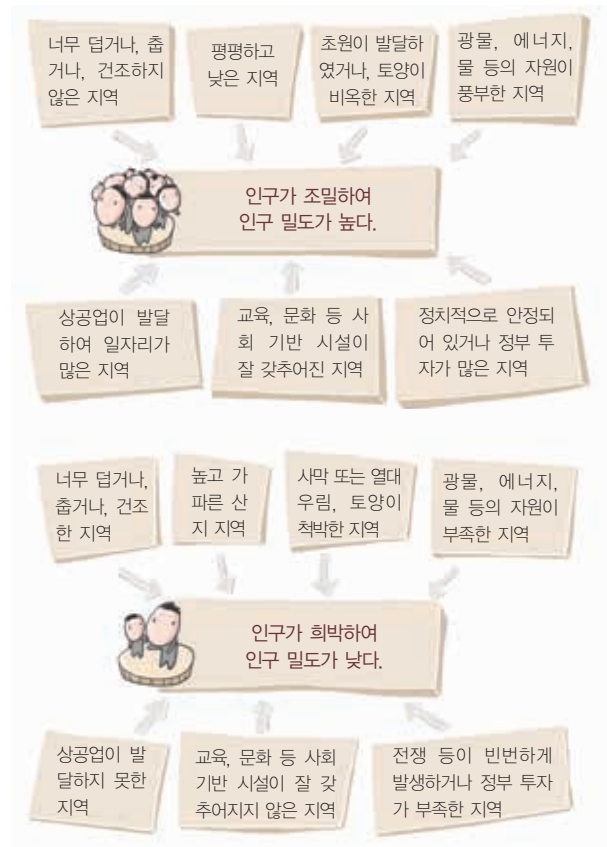 너무 덥거나, 춥
거나, 건조하지
않은 지역
평평하고
낮은 지역
초원이 발달하
였거나, 토양이
비옥한 지역
광물, 에너지,
물 등의 자원이
풍부한 지역
인구가 조밀하여
인구 밀도가 높다.
상공업이 발달
하여 일자리가
많은 지역
교육, 문화 등 사
회 기반 시설이
잘 갖추어진 지역
정치적으로 안정되
어 있거나 정부 투
자가 많은 지역
너무 덥거나,
춥거나, 건조
한 지역
높고 가
파른 산
지 지역
사막 또는 열대
우림, 토양이
척박한 지역
광물, 에너지,
물 등의 자원이
부족한 지역
인구가 희박하여
인구 밀도가 낮다.
상공업이 발
달하지 못한
지역
교육, 문화 등 사회
기반 시설이 잘 갖
추어지지 않은 지역
전쟁 등이 빈번하게
발생하거나 정부 투자
가 부족한 지역